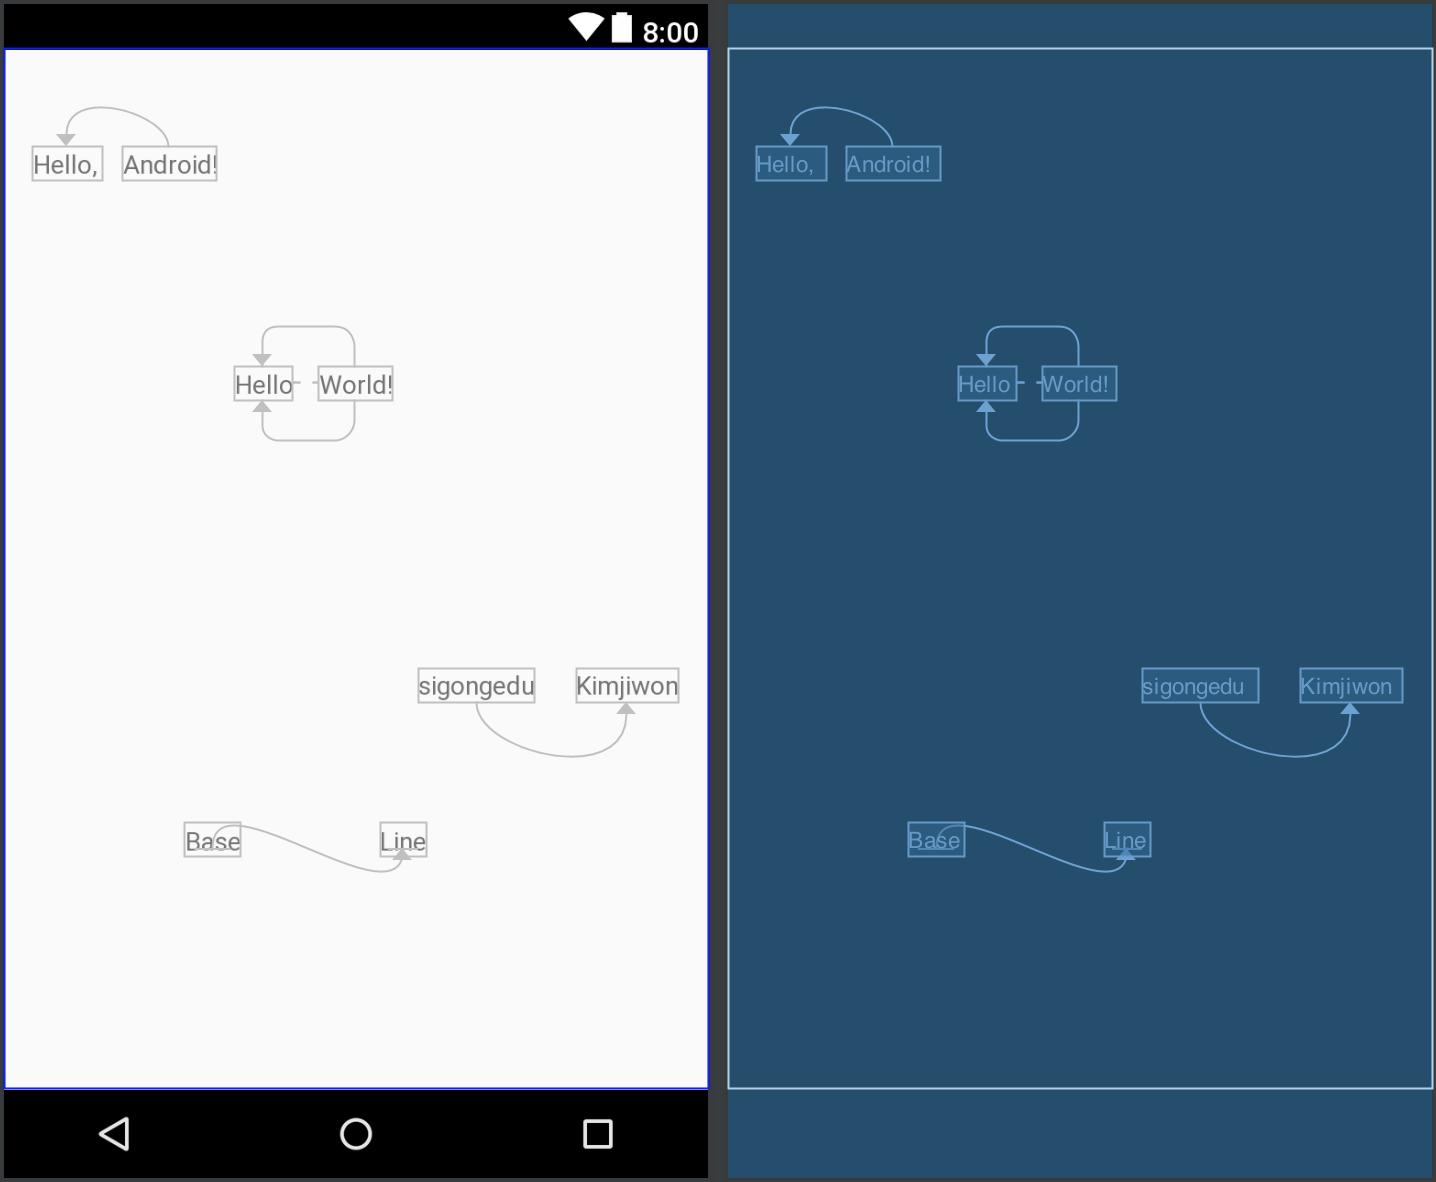 8:00
Hello, Android!
Hello World!
sigongedu Kimjiwon
Base Line
Hello, Android!
Hello World!
sigongedu Kimjiwon
Base Line